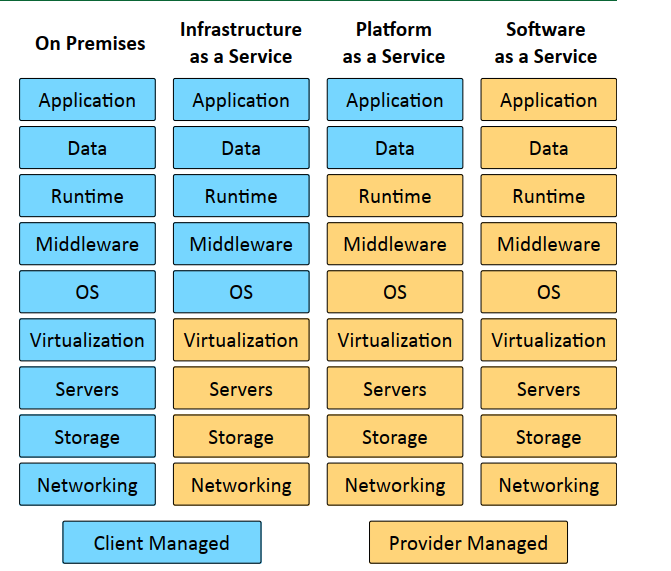 On Premises
Infrastructure
as a Service
Platform
as a Service
Software
as a Service
Application
Application
Application
Application
Data
Data
Data
Data
Runtime
Runtime
Runtime
Runtime
Middleware
Middleware
Middleware
Middleware
OS
OS
OS
OS
Virtualization
Virtualization
Virtualization
Virtualization
Servers
Servers
Servers
Servers
Storage
Storage
Storage
Storage
Networking
Networking
Networking
Networking
Client Managed
Provider Managed